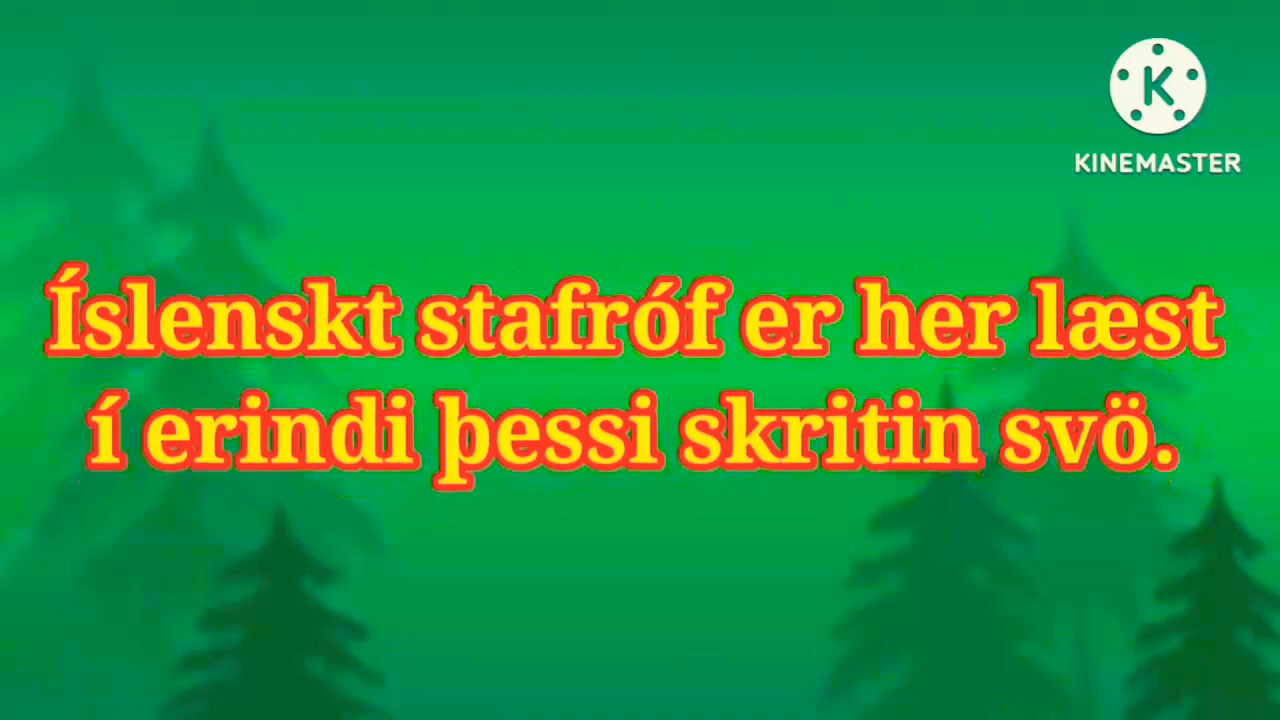 KINEMASTER
Íslenskt stafróf er her læst
í erindi þessi skritin svö.